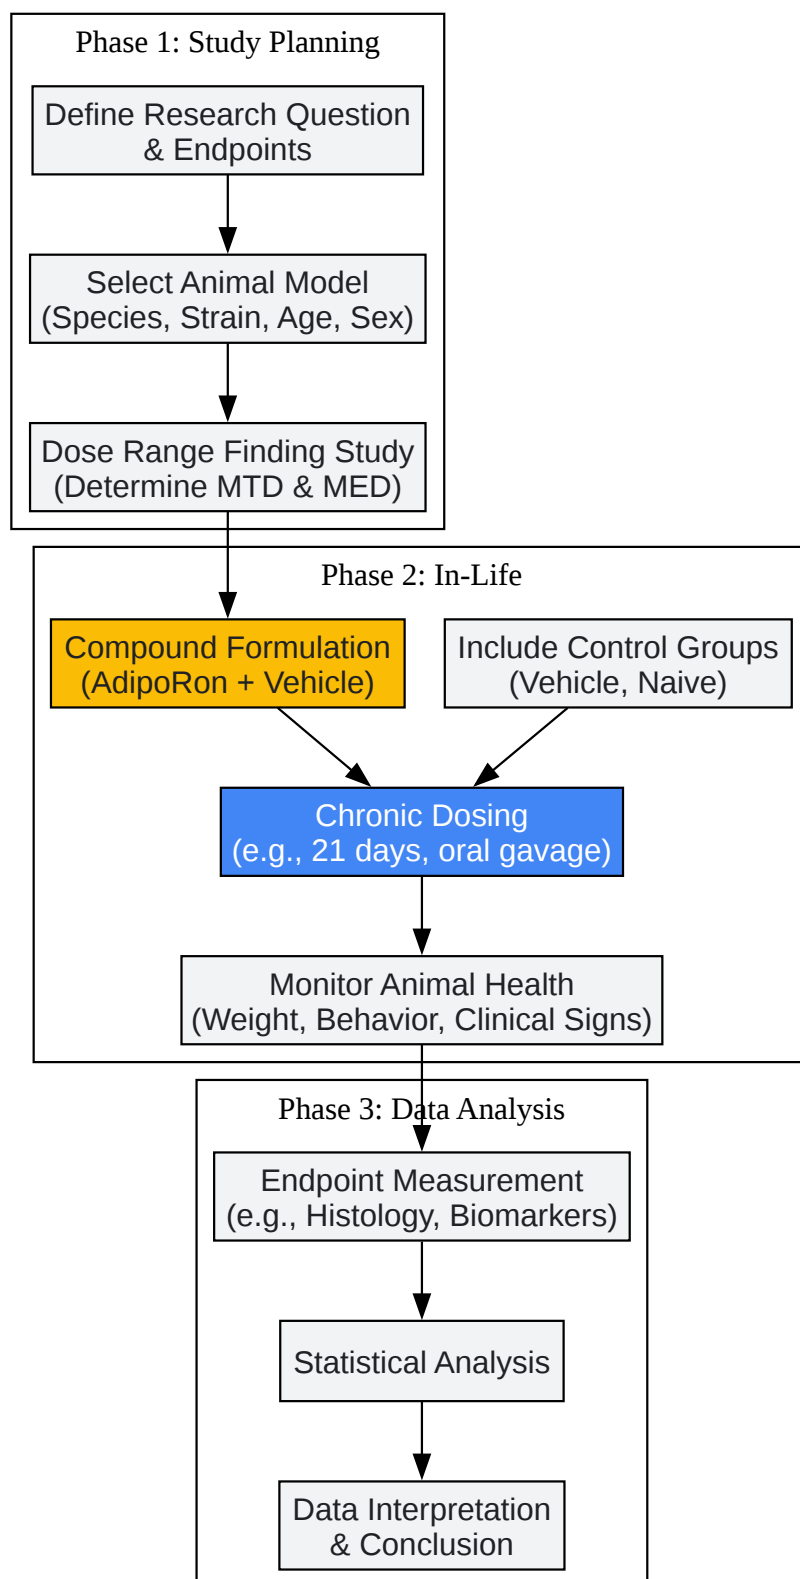 Phase 1: Study Planning
Define Research Question
& Endpoints
Select Animal Model
(Species, Strain, Age, Sex)
Dose Range Finding Study
(Determine MTD & MED)
Phase 2: In-Life
Compound Formulation
(AdipoRon + Vehicle)
Include Control Groups
(Vehicle, Naive)
Chronic Dosing
(e.g., 21 days, oral gavage)
Monitor Animal Health
(Weight, Behavior, Clinical Signs)
Phase 3: Data Analysis
Endpoint Measurement
(e.g., Histology, Biomarkers)
Statistical Analysis
Data Interpretation
& Conclusion